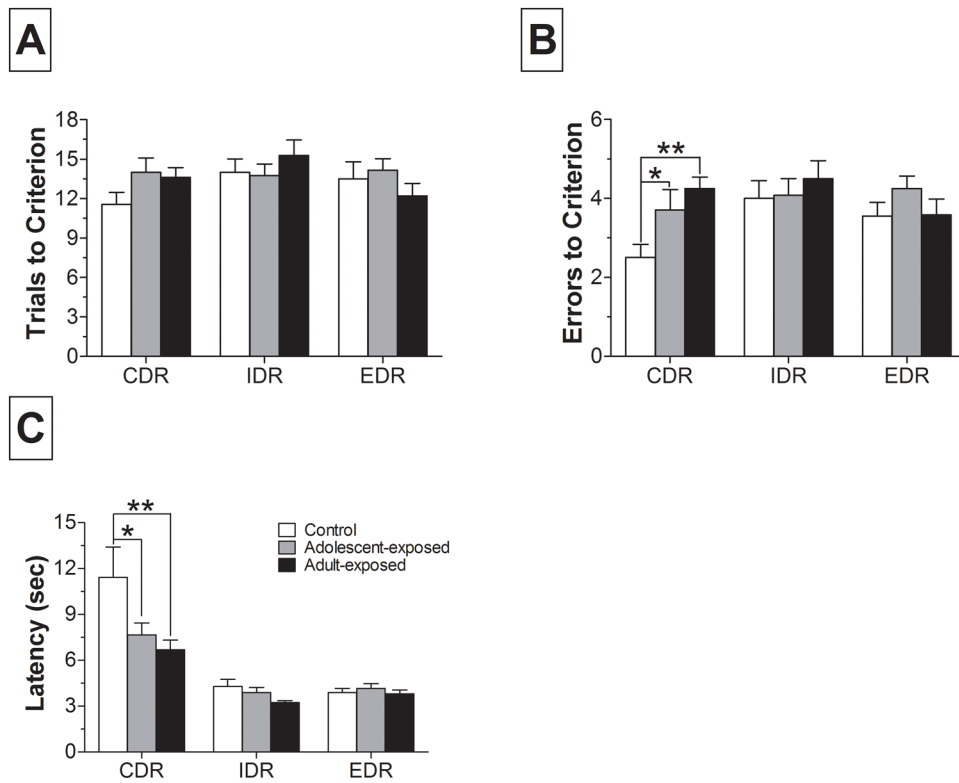 A
Trials to Criterion
18
15
12
9
6
3
0
CDR IDR EDR
B
Errors to Criterion
6
4
2
0
**
*
CDR IDR EDR
C
Latency (sec)
15
12
9
6
3
0
**
*
Control
Adolescent-exposed
Adult-exposed
CDR IDR EDR